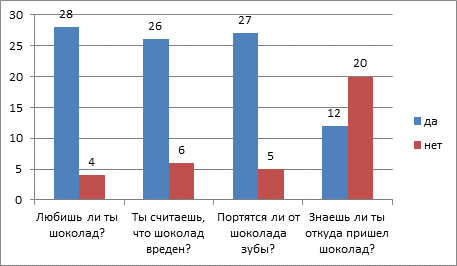 30
25
20
15
10
5
0
28
4
26
6
27
5
12
20
Любишь ли ты
шоколад?
Ты считаешь,
что шоколад
вреден?
Портятся ли от
шоколада
зубы?
Знаешь ли ты
откуда пришел
шоколад?
да
нет